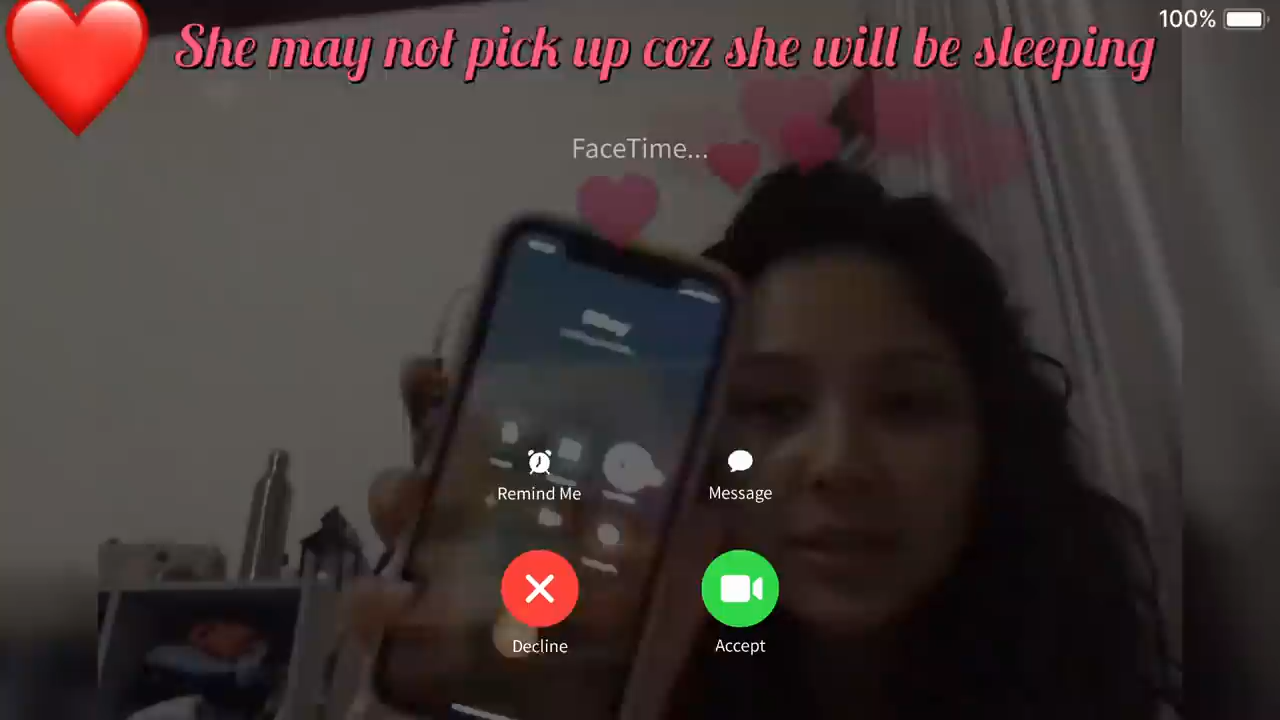 She may not pick up coz she will be sleeping
100%
FaceTime...
Remind Me
Message
Decline
Accept